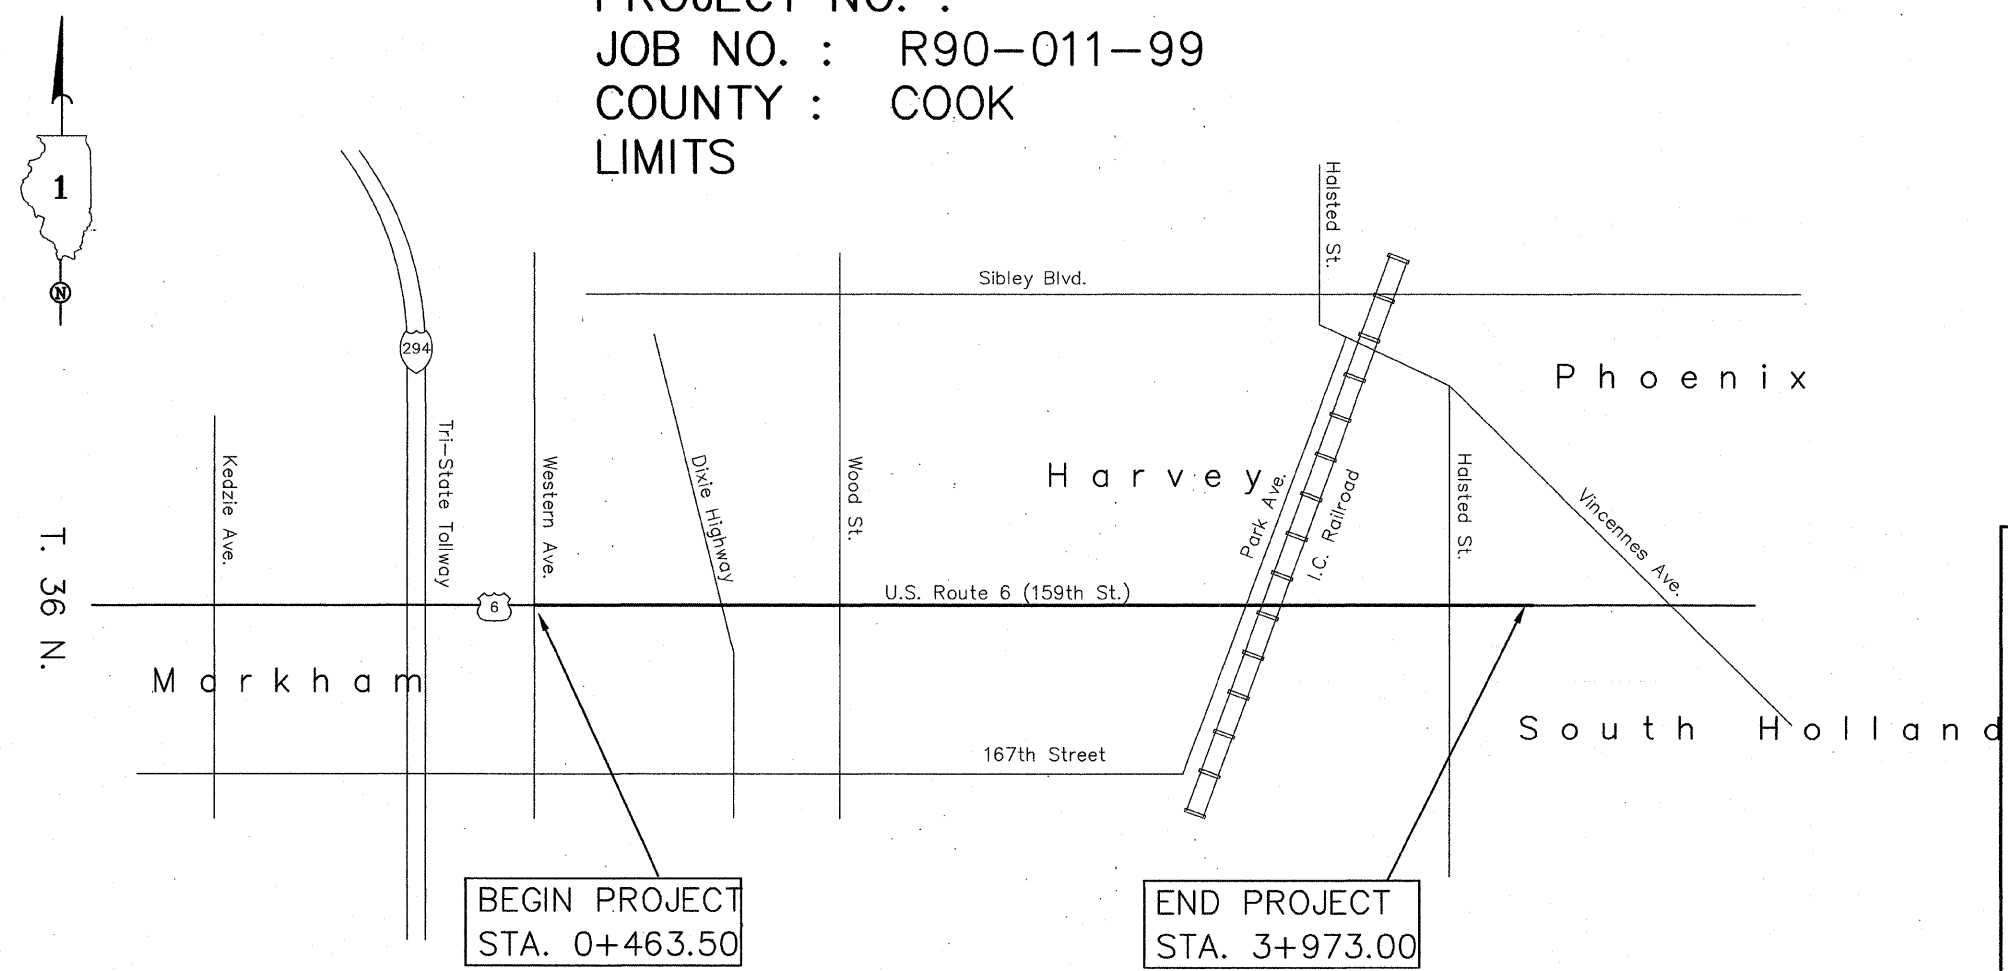 PROJECT NO. :
JOB NO. : R90-011-99
COUNTY : COOK
LIMITS
1
N
294
Halsted St.
Sibley Blvd.
Phoenix
Kedzie Ave.
Tri-State Tollway
Western Ave.
Dixie Highway
Wood St.
Harvey
Park Ave.
I.C. Railroad
Halsted St.
Vincennes Ave.
T. 36 N.
6
U.S. Route 6 (159th St.)
Markham
South Holland
167th Street
BEGIN PROJECT
STA. 0+463.50
END PROJECT
STA. 3+973.00